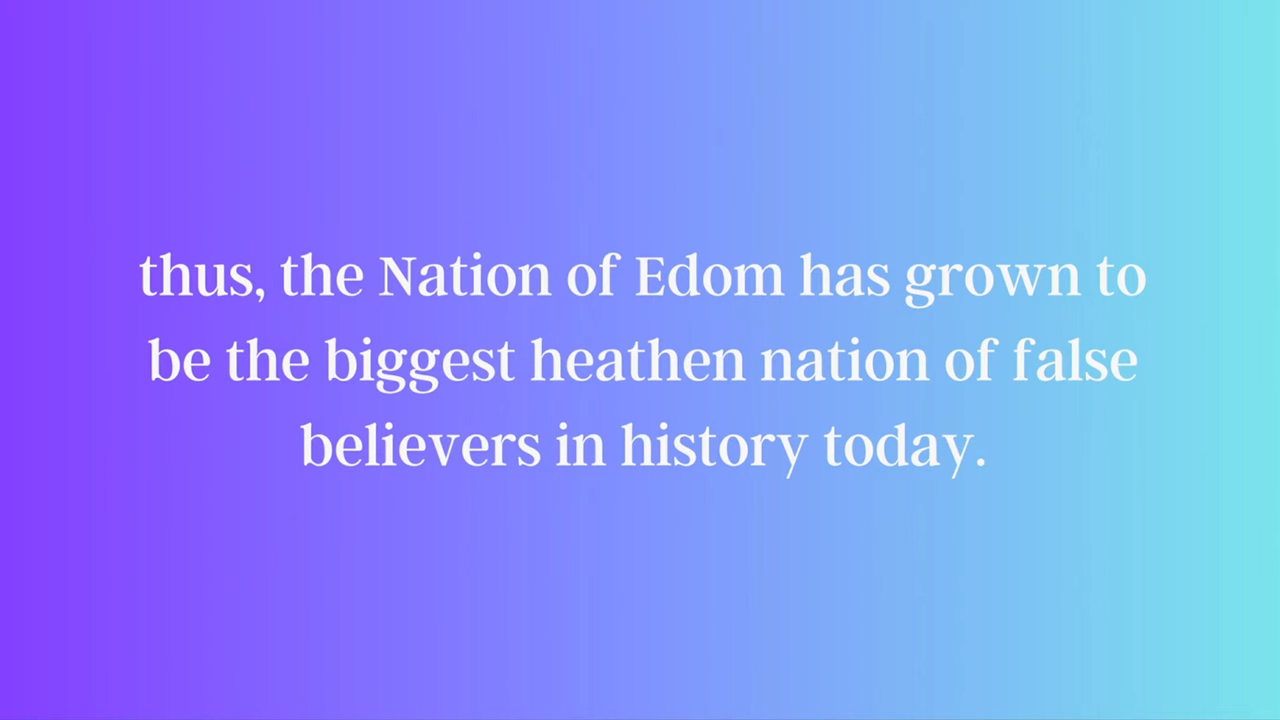 thus, the Nation of Edom has grown to
be the biggest heathen nation of false
believers in history today.